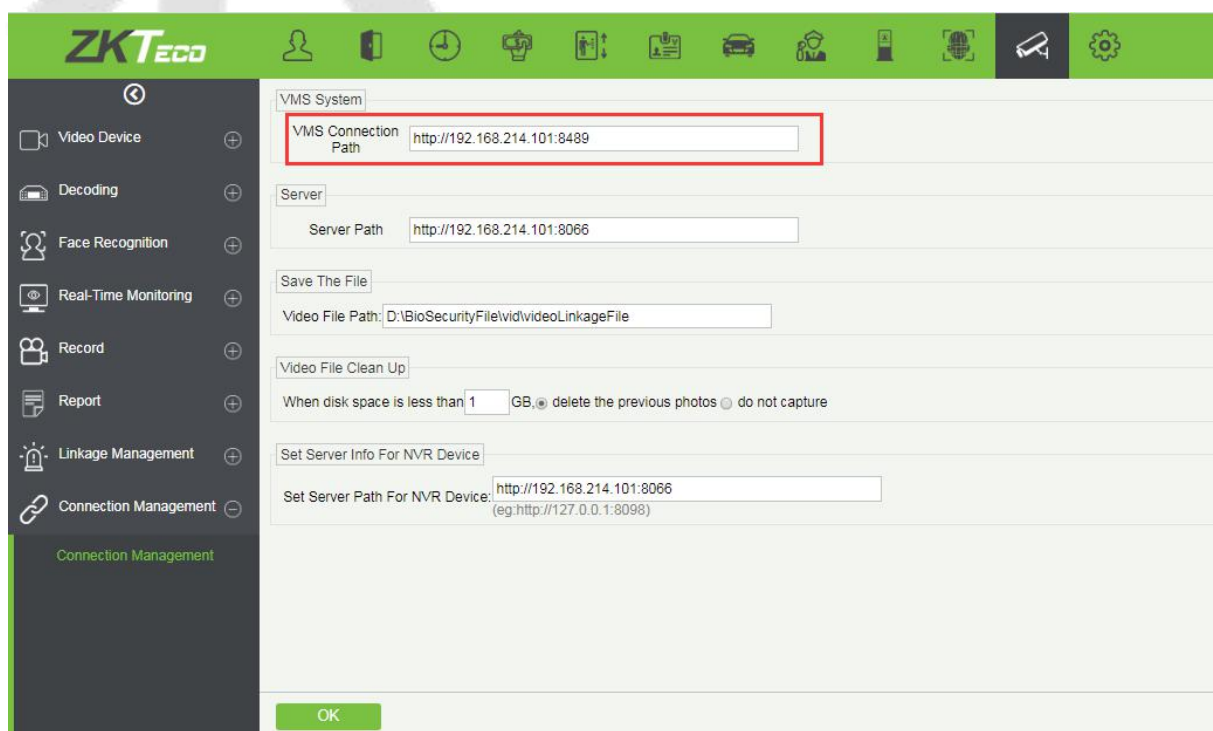 ZKTECO
VMS System
VMS Connection
Path
http://192.168.214.101:8489
Server
Server Path
http://192.168.214.101:8066
Save The File
Video File Path: D:\BioSecurityFile\vid\videoLinkageFile
Video File Clean Up
When disk space is less than 1 GB, delete the previous photos do not capture
Set Server Info For NVR Device
Set Server Path For NVR Device: http://192.168.214.101:8066
(eg:http://127.0.0.1:8098)
Video Device
Decoding
Face Recognition
Real-Time Monitoring
Record
Report
Linkage Management
Connection Management
Connection Management
OK